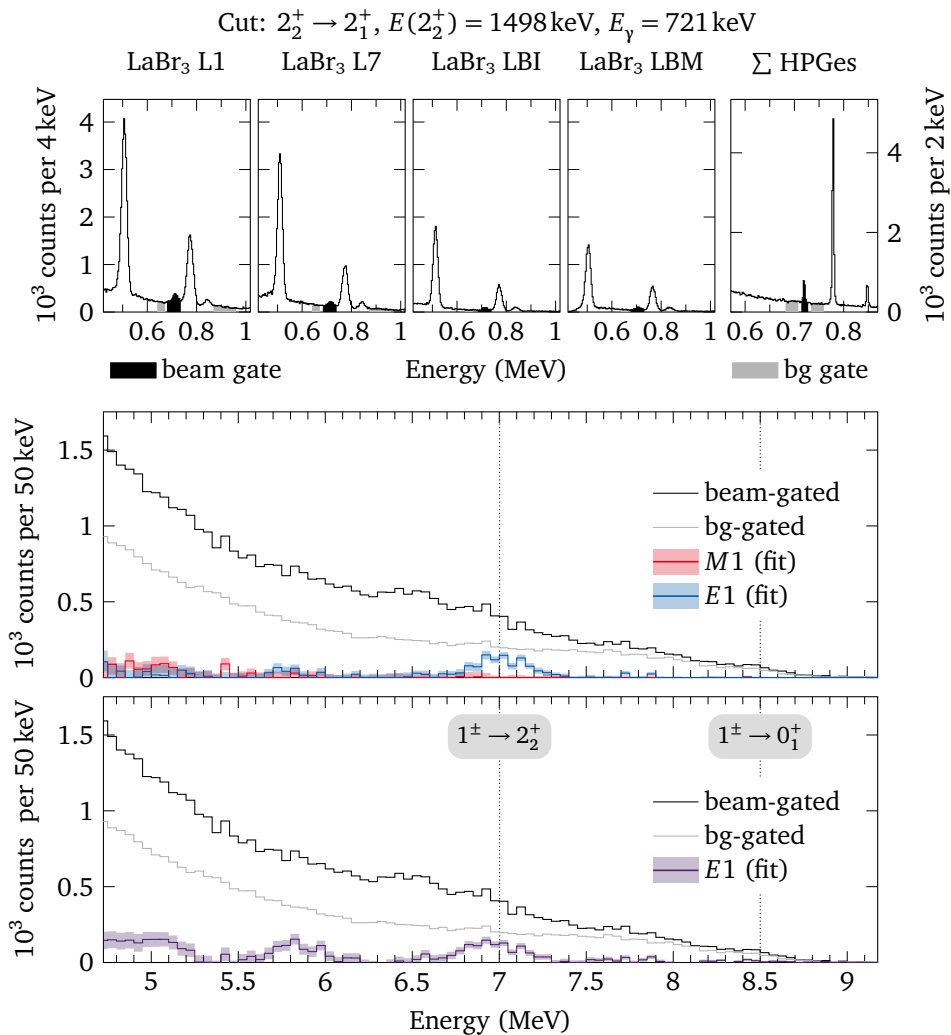 Cut: 2₂⁺ → 2₁⁺, E(2₂⁺) = 1498 keV, Eγ = 721 keV
LaBr₃ L1 LaBr₃ L7 LaBr₃ LBI LaBr₃ LBM ∑ HPGes
10³ counts per 4 keV
4
3
2
1
0
0.6 0.8 1 0.6 0.8 1 0.6 0.8 1 0.6 0.8 1 0.6 0.8
4
2
0
10³ counts per 2 keV
beam gate Energy (MeV) bg gate
10³ counts per 50 keV
1.5
1
0.5
0
beam-gated
bg-gated
M1 (fit)
E1 (fit)
10³ counts per 50 keV
1.5
1
0.5
0
1± → 2₂⁺ 1± → 0₁⁺
beam-gated
bg-gated
E1 (fit)
5 5.5 6 6.5 7 7.5 8 8.5 9
Energy (MeV)